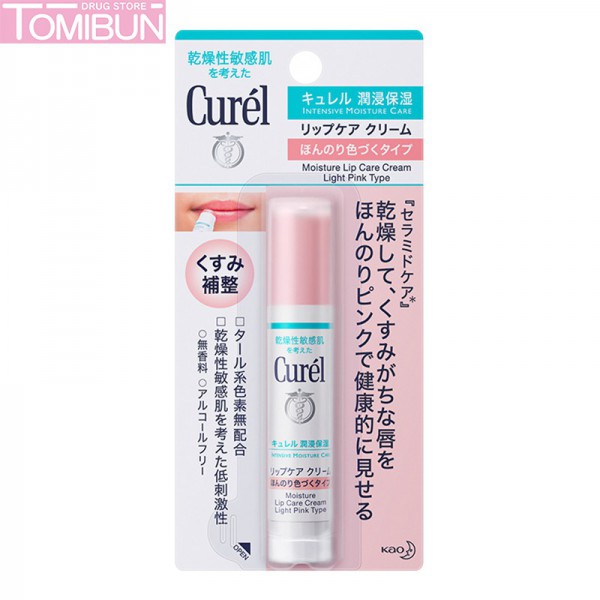 DRUG STORE
TOMIBUN
乾燥性敏感肌
を考えた
Curél
キュレル 潤浸保湿
INTENSIVE MOISTURE CARE
リップケア クリーム
ほんのり色づくタイプ
Moisture Lip Care Cream
Light Pink Type
くすみ
補整
『セラミドケア』*
乾燥して、くすみがちな唇を
ほんのりピンクで健康的に見せる
□タール系色素無配合
□乾燥性敏感肌を考えた低刺激性
○無香料 ○アルコールフリー
乾燥性敏感肌
を考えた
Curél
キュレル 潤浸保湿
INTENSIVE MOISTURE CARE
リップケア クリーム
ほんのり色づくタイプ
Moisture
Lip Care Cream
Light Pink Type
OPEN
Kao